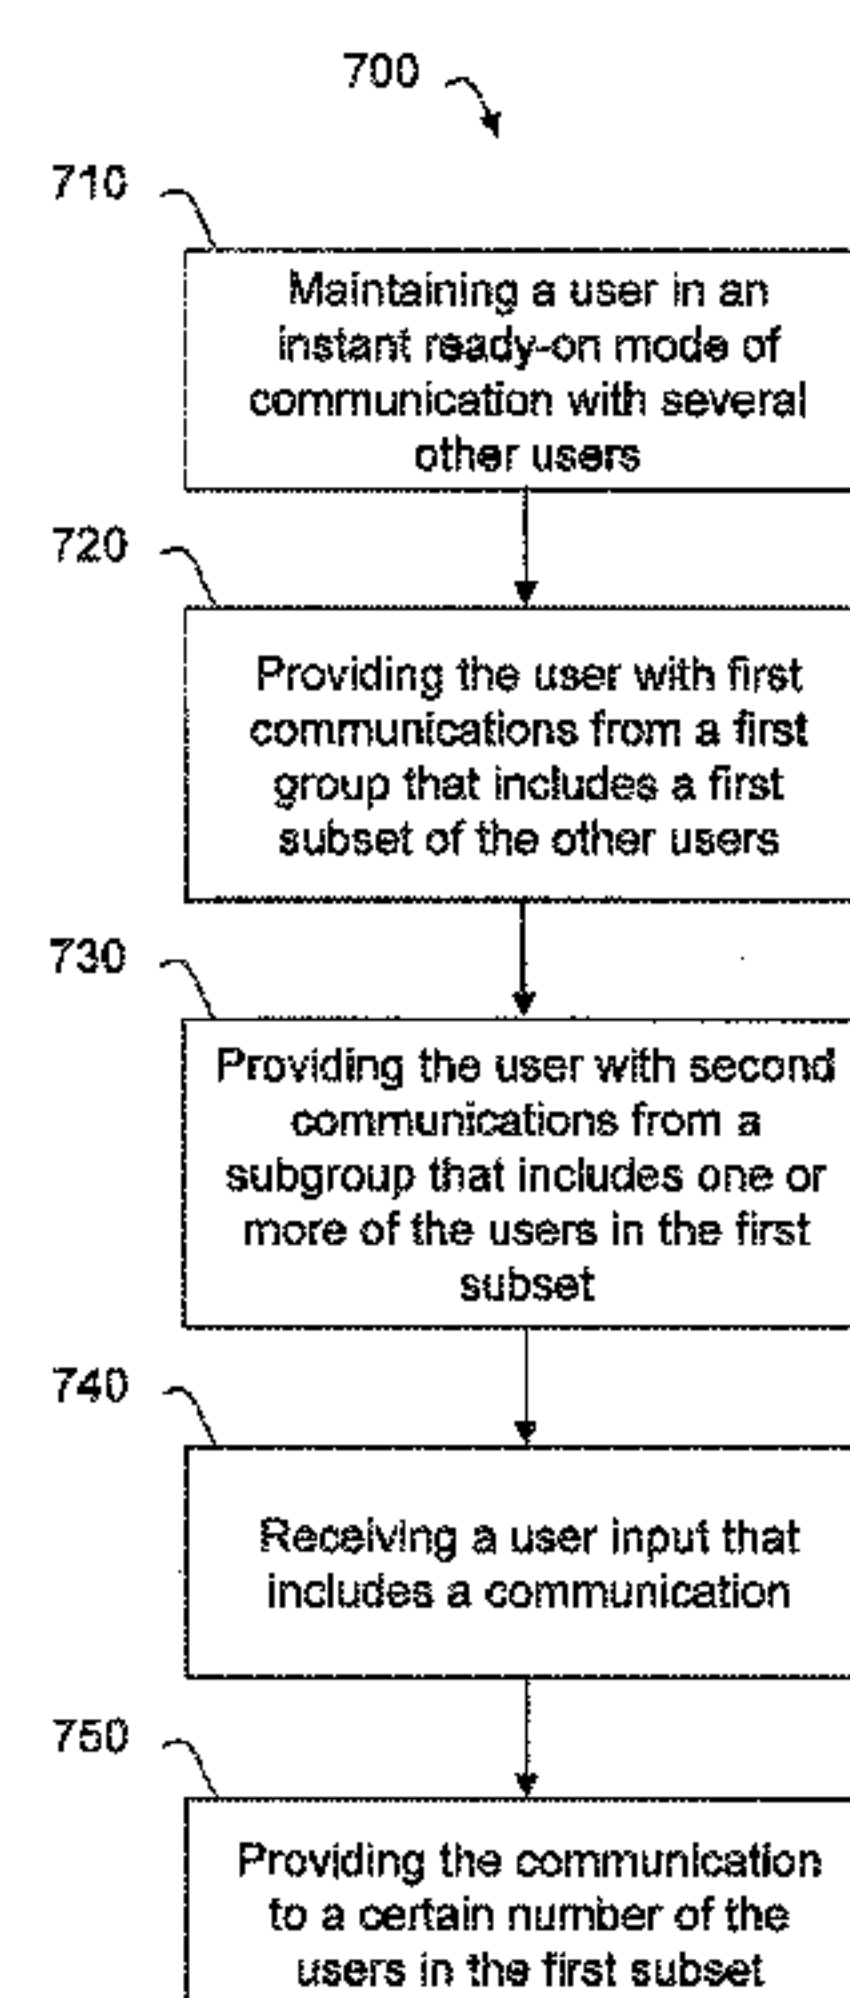 700
710
Maintaining a user in an
instant ready-on mode of
communication with several
other users
720
Providing the user with first
communications from a first
group that includes a first
subset of the other users
730
Providing the user with second
communications from a
subgroup that includes one or
more of the users in the first
subset
740
Receiving a user input that
includes a communication
750
Providing the communication
to a certain number of the
users in the first subset